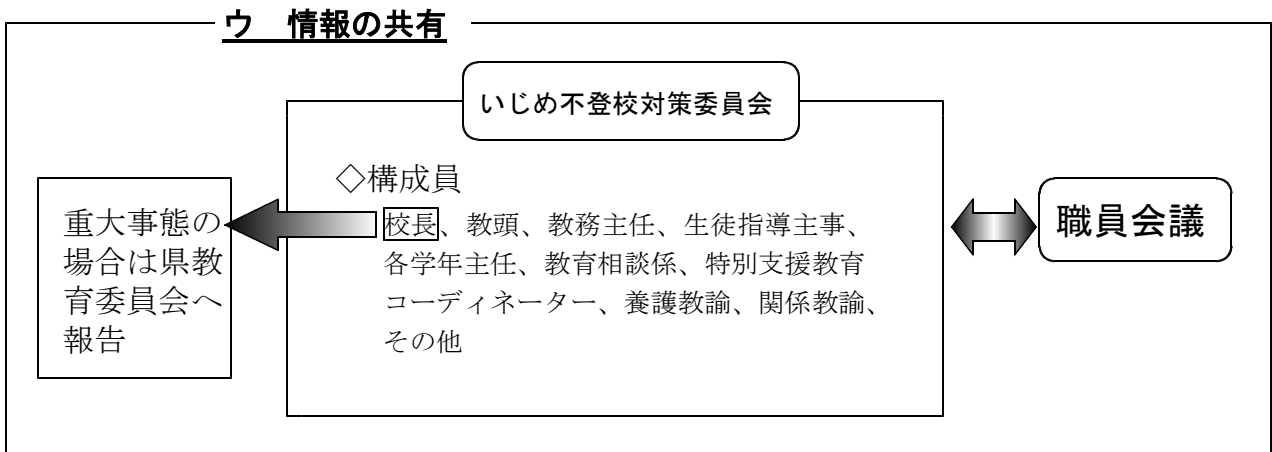 ウ　情報の共有
いじめ不登校対策委員会
◇構成員
校長、教頭、教務主任、生徒指導主事、
各学年主任、教育相談係、特別支援教育
コーディネーター、養護教諭、関係教諭、
その他
重大事態の
場合は県教
育委員会へ
報告
職員会議